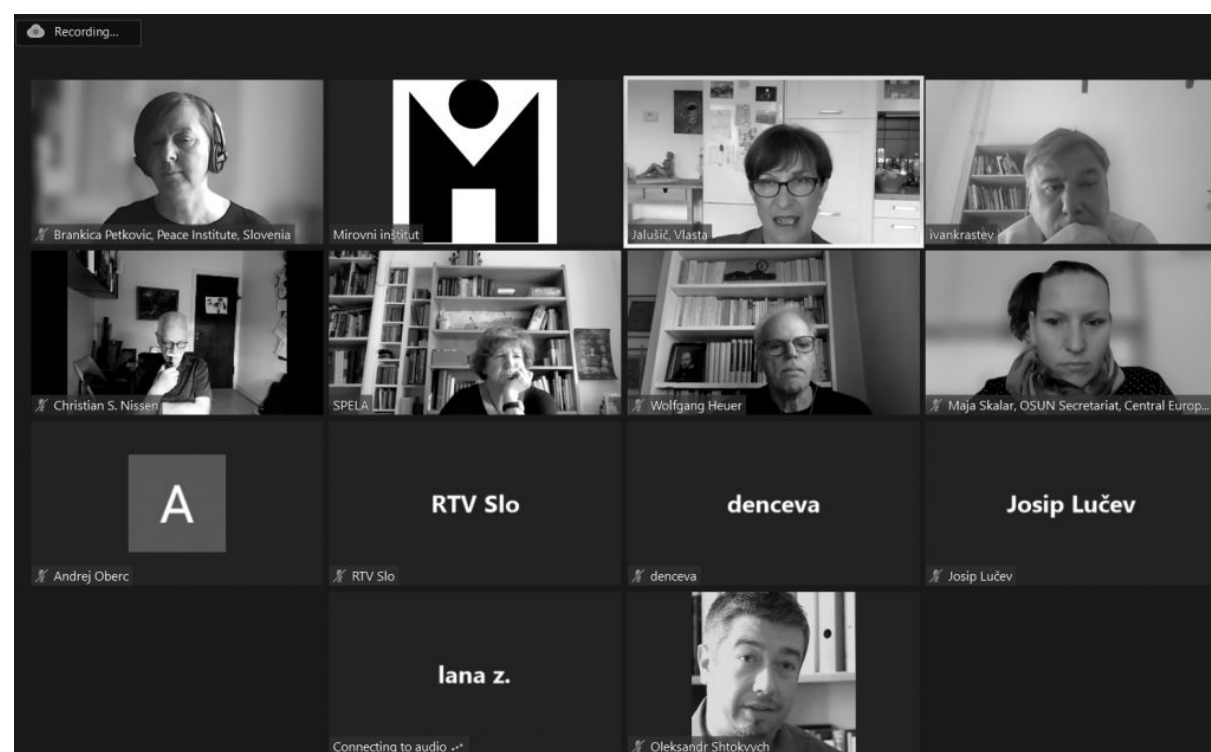 Recording...
Brankica Petkovic, Peace Institute, Slovenia
Mirovni inštitut
Jalušič, Vlasta
ivankrastev
Christian S. Nissen
SPELA
Wolfgang Heuer
Maja Skalar, OSUN Secretariat, Central Europ...
A
RTV Slo
denceva
Josip Lučev
Andrej Oberc
RTV Slo
denceva
Josip Lučev
lana z.
Connecting to audio
Oleksandr Shtokvych